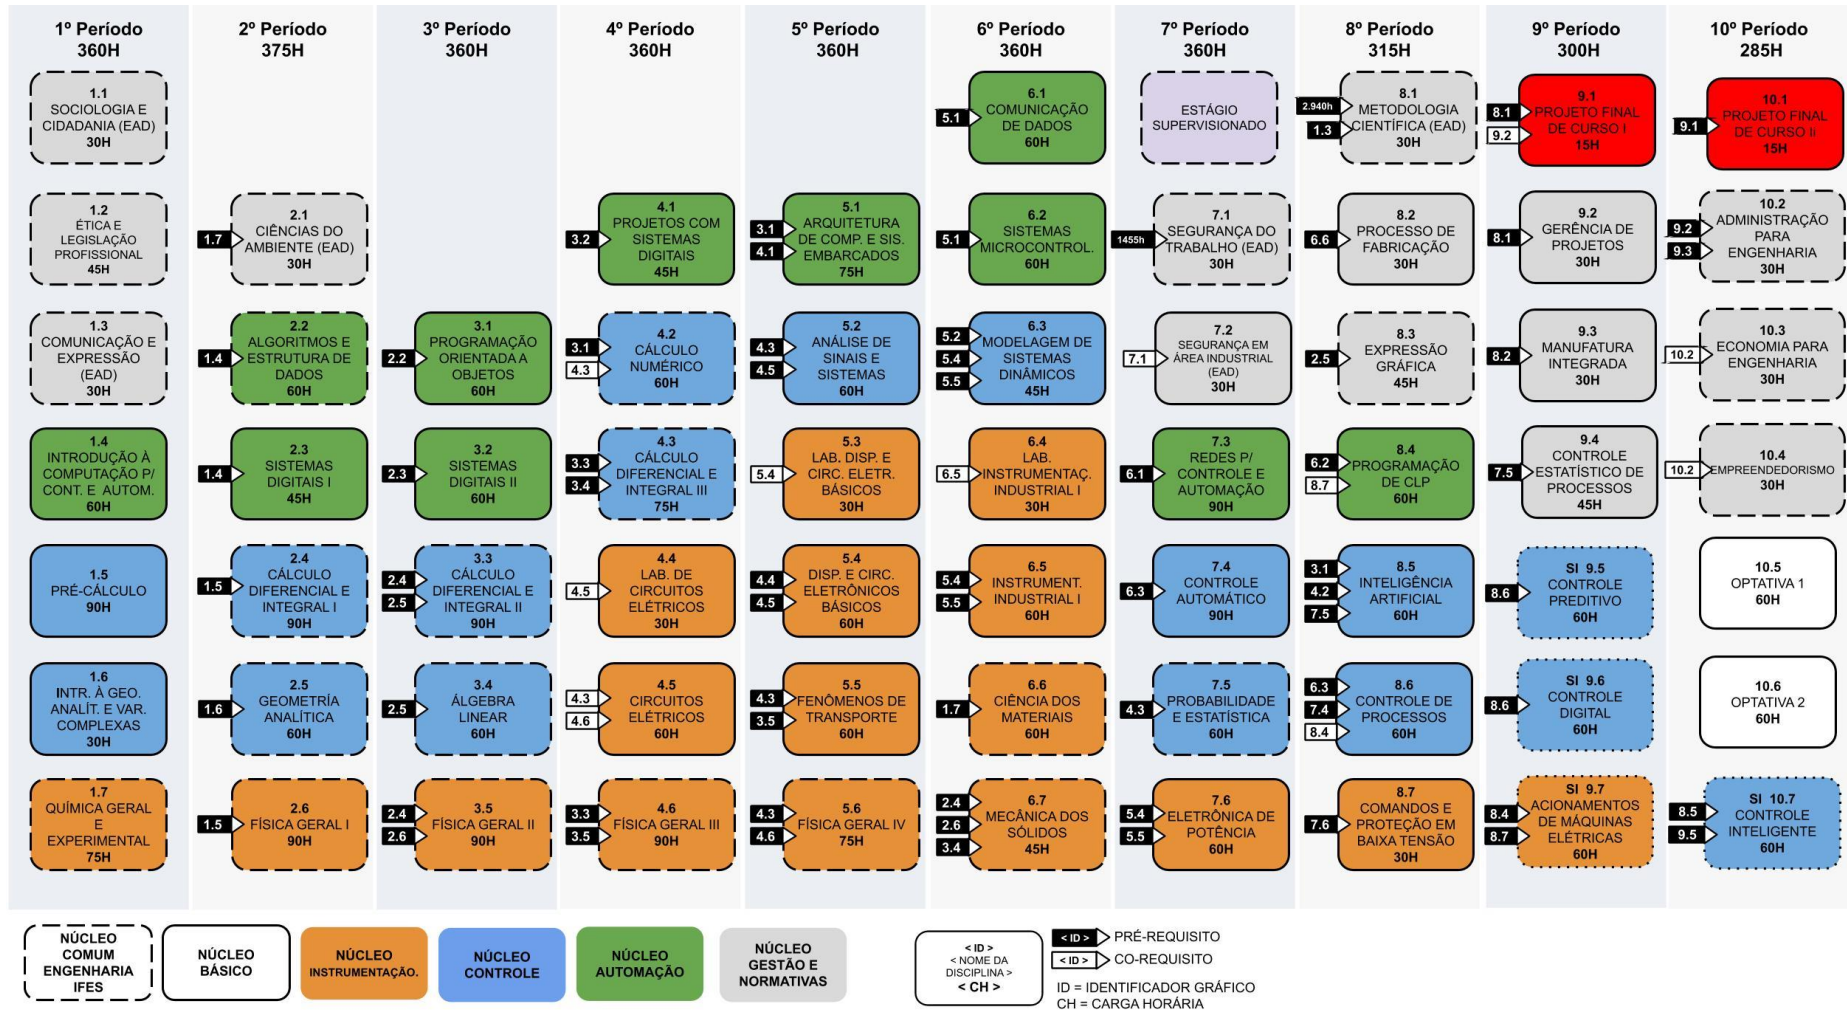 1º Período
360H
1.1
SOCIOLOGIA E
CIDADANIA (EAD)
30H
1.2
ÉTICA E
LEGISLAÇÃO
PROFISSIONAL
45H
1.3
COMUNICAÇÃO E
EXPRESSÃO
(EAD)
30H
1.4
INTRODUÇÃO À
COMPUTAÇÃO P/
CONT. E AUTOM.
60H
1.5
PRÉ-CÁLCULO
90H
1.6
INTR. À GEO.
ANALÍT. E VAR.
COMPLEXAS
30H
1.7
QUÍMICA GERAL
E
EXPERIMENTAL
75H
2º Período
375H
1.7
2.1
CIÊNCIAS DO
AMBIENTE (EAD)
30H
1.4
2.2
ALGORITMOS E
ESTRUTURA DE
DADOS
60H
1.4
2.3
SISTEMAS
DIGITAIS I
45H
1.5
2.4
CÁLCULO
DIFERENCIAL E
INTEGRAL I
90H
1.6
2.5
GEOMETRÍA
ANALÍTICA
60H
1.5
2.6
FÍSICA GERAL I
90H
3º Período
360H
2.2
3.1
PROGRAMAÇÃO
ORIENTADA A
OBJETOS
60H
2.3
3.2
SISTEMAS
DIGITAIS II
60H
2.4
2.5
3.3
CÁLCULO
DIFERENCIAL E
INTEGRAL II
90H
2.5
3.4
ÁLGEBRA
LINEAR
60H
2.4
2.6
3.5
FÍSICA GERAL II
90H
4º Período
360H
3.2
4.1
PROJETOS COM
SISTEMAS
DIGITAIS
45H
3.1
4.3
4.2
CÁLCULO
NUMÉRICO
60H
3.3
3.4
4.3
CÁLCULO
DIFERENCIAL E
INTEGRAL III
75H
4.5
4.4
LAB. DE
CIRCUITOS
ELÉTRICOS
30H
4.3
4.6
4.5
CIRCUITOS
ELÉTRICOS
60H
3.3
3.5
4.6
FÍSICA GERAL III
90H
5º Período
360H
3.1
4.1
5.1
ARQUITETURA
DE COMP. E SIS.
EMBARCADOS
75H
4.3
4.5
5.2
ANÁLISE DE
SINAIS E
SISTEMAS
60H
5.4
5.3
LAB. DISP. E
CIRC. ELETR.
BÁSICOS
30H
4.4
4.5
5.4
DISP. E CIRC.
ELETRÔNICOS
BÁSICOS
60H
4.3
3.5
5.5
FENÔMENOS DE
TRANSPORTE
60H
4.3
4.6
5.6
FÍSICA GERAL IV
75H
6º Período
360H
5.1
6.1
COMUNICAÇÃO
DE DADOS
60H
5.1
6.2
SISTEMAS
MICROCONTROL.
60H
5.2
5.4
5.5
6.3
MODELAGEM DE
SISTEMAS
DINÂMICOS
45H
6.5
6.4
LAB.
INSTRUMENTAÇ.
INDUSTRIAL I
30H
5.4
5.5
6.5
INSTRUMENT.
INDUSTRIAL I
60H
1.7
6.6
CIÊNCIA DOS
MATERIAIS
60H
2.4
2.6
3.4
6.7
MECÂNICA DOS
SÓLIDOS
45H
7º Período
360H
ESTÁGIO
SUPERVISIONADO
1455h
7.1
SEGURANÇA DO
TRABALHO (EAD)
30H
7.1
7.2
SEGURANÇA EM
ÁREA INDUSTRIAL
(EAD)
30H
6.1
7.3
REDES P/
CONTROLE E
AUTOMAÇÃO
90H
6.3
7.4
CONTROLE
AUTOMÁTICO
90H
4.3
7.5
PROBABILIDADE
E ESTATÍSTICA
60H
5.4
5.5
7.6
ELETRÔNICA DE
POTÊNCIA
60H
8º Período
315H
2.940h
1.3
8.1
METODOLOGIA
CIENTÍFICA (EAD)
30H
6.6
8.2
PROCESSO DE
FABRICAÇÃO
30H
2.5
8.3
EXPRESSÃO
GRÁFICA
45H
6.2
8.7
8.4
PROGRAMAÇÃO
DE CLP
60H
3.1
4.2
7.5
8.5
INTELIGÊNCIA
ARTIFICIAL
60H
6.3
7.4
8.4
8.6
CONTROLE DE
PROCESSOS
60H
7.6
8.7
COMANDOS E
PROTEÇÃO EM
BAIXA TENSÃO
30H
9º Período
300H
8.1
9.2
9.1
PROJETO FINAL
DE CURSO I
15H
8.1
9.2
GERÊNCIA DE
PROJETOS
30H
8.2
9.3
MANUFATURA
INTEGRADA
30H
7.5
9.4
CONTROLE
ESTATÍSTICO DE
PROCESSOS
45H
8.6
SI 9.5
CONTROLE
PREDITIVO
60H
8.6
SI 9.6
CONTROLE
DIGITAL
60H
8.4
8.7
SI 9.7
ACIONAMENTOS
DE MÁQUINAS
ELÉTRICAS
60H
10º Período
285H
9.1
10.1
PROJETO FINAL
DE CURSO II
15H
9.2
9.3
10.2
ADMINISTRAÇÃO
PARA
ENGENHARIA
30H
10.2
10.3
ECONOMIA PARA
ENGENHARIA
30H
10.2
10.4
EMPREENDEDORISMO
30H
10.5
OPTATIVA 1
60H
10.6
OPTATIVA 2
60H
8.5
9.5
SI 10.7
CONTROLE
INTELIGENTE
60H
NÚCLEO
COMUM
ENGENHARIA
IFES
NÚCLEO
BÁSICO
NÚCLEO
INSTRUMENTAÇÃO.
NÚCLEO
CONTROLE
NÚCLEO
AUTOMAÇÃO
NÚCLEO
GESTÃO E
NORMATIVAS
< ID >
< NOME DA
DISCIPLINA >
< CH >
< ID > PRÉ-REQUISITO
< ID > CO-REQUISITO
ID = IDENTIFICADOR GRÁFICO
CH = CARGA HORÁRIA